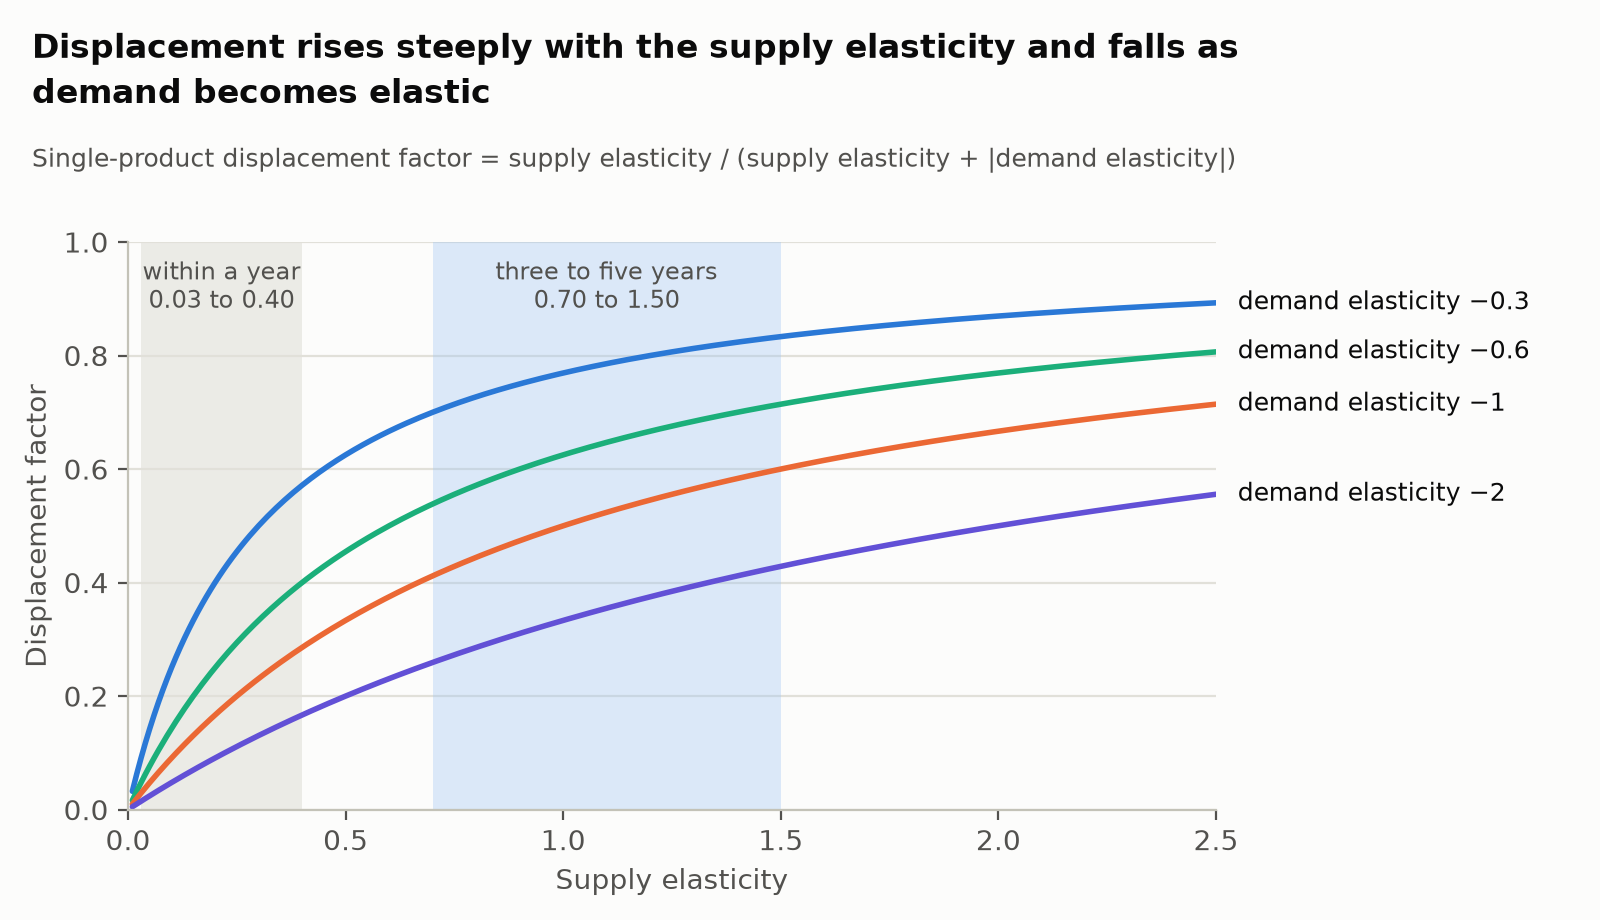 Displacement rises steeply with the supply elasticity and falls as
demand becomes elastic
Single-product displacement factor = supply elasticity / (supply elasticity + |demand elasticity|)
Displacement factor
1.0
0.8
0.6
0.4
0.2
0.0
within a year
0.03 to 0.40
three to five years
0.70 to 1.50
demand elasticity −0.3
demand elasticity −0.6
demand elasticity −1
demand elasticity −2
0.0
0.5
1.0
1.5
2.0
2.5
Supply elasticity